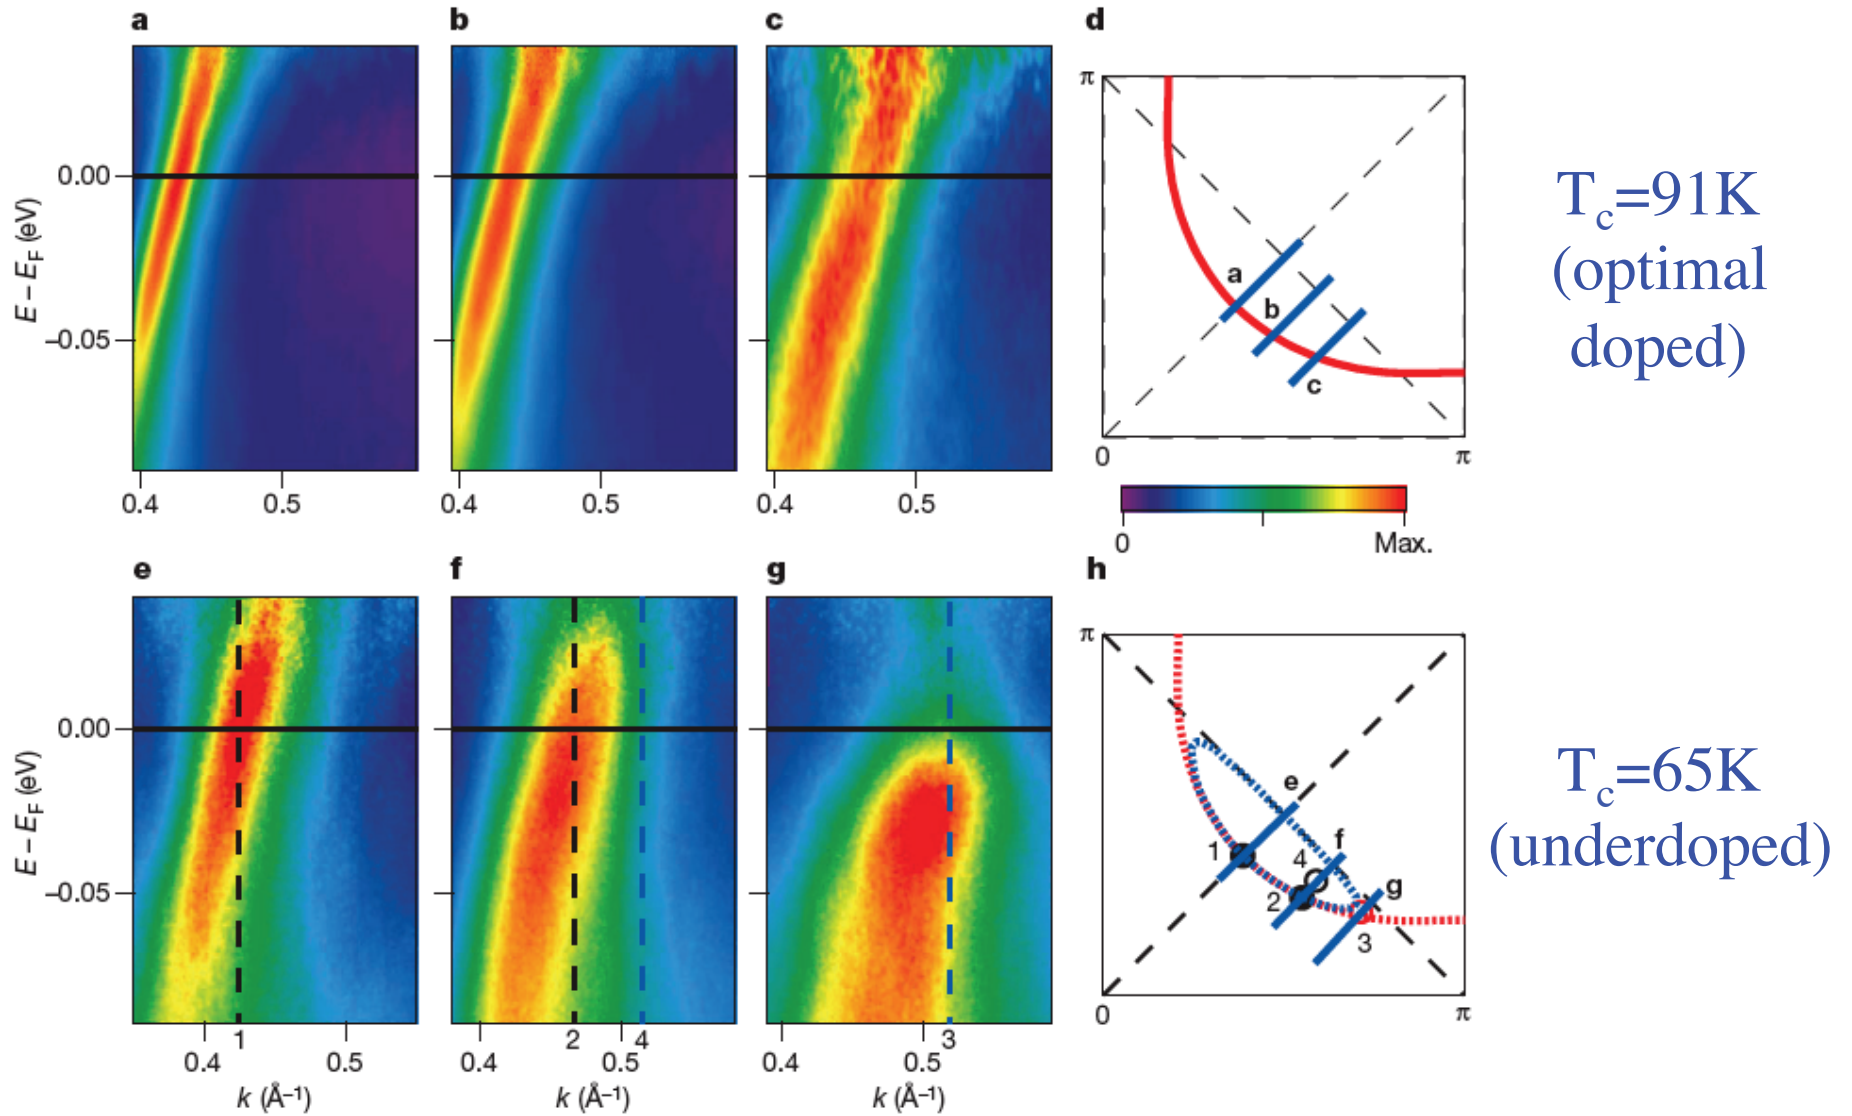 a
b
c
d
E – E_F (eV)
0.00
–0.05
0.4
0.5
0.4
0.5
0.4
0.5
π
a
b
c
0
π
0
Max.
T_c=91K
(optimal
doped)
e
f
g
h
E – E_F (eV)
0.00
–0.05
1
0.4
0.5
k (Å⁻¹)
2
4
0.4
0.5
k (Å⁻¹)
3
0.4
0.5
k (Å⁻¹)
π
e
1
4
f
2
g
3
0
π
T_c=65K
(underdoped)